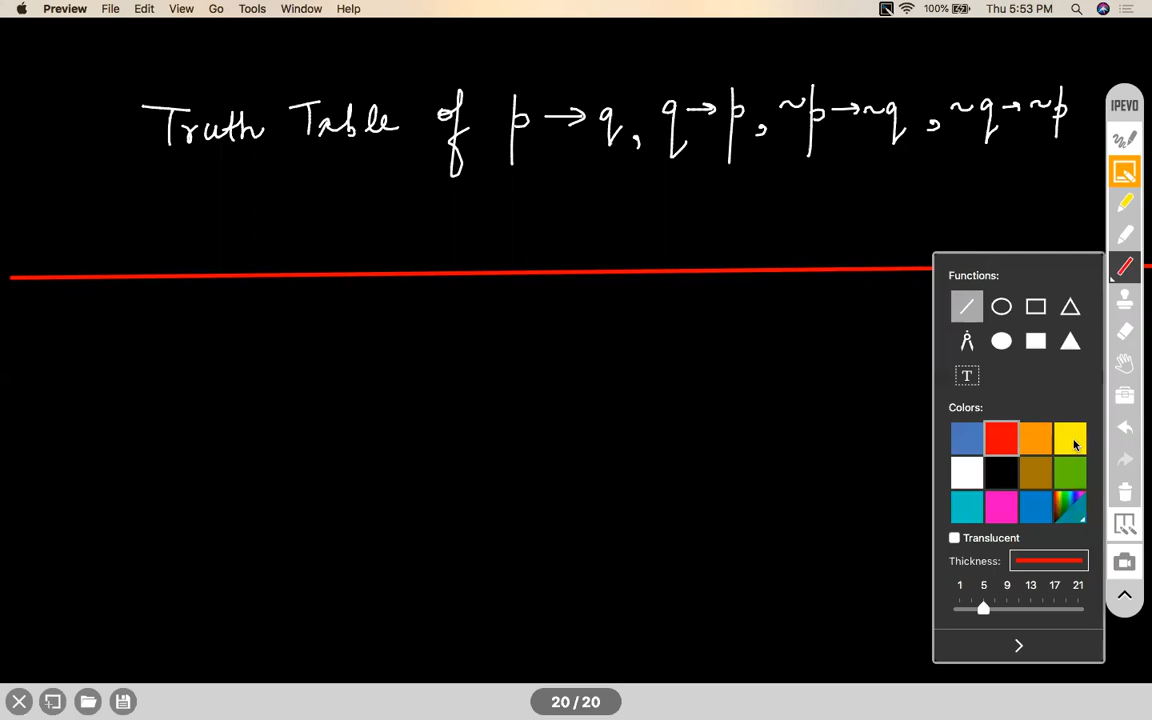 Preview File Edit View Go Tools Window Help 100% Thu 5:53 PM
Truth Table of p → q, q → p, ~p → ~q, ~q → ~p
IPEVO
Functions:
T
Colors:
Translucent
Thickness:
1 5 9 13 17 21
20 / 20